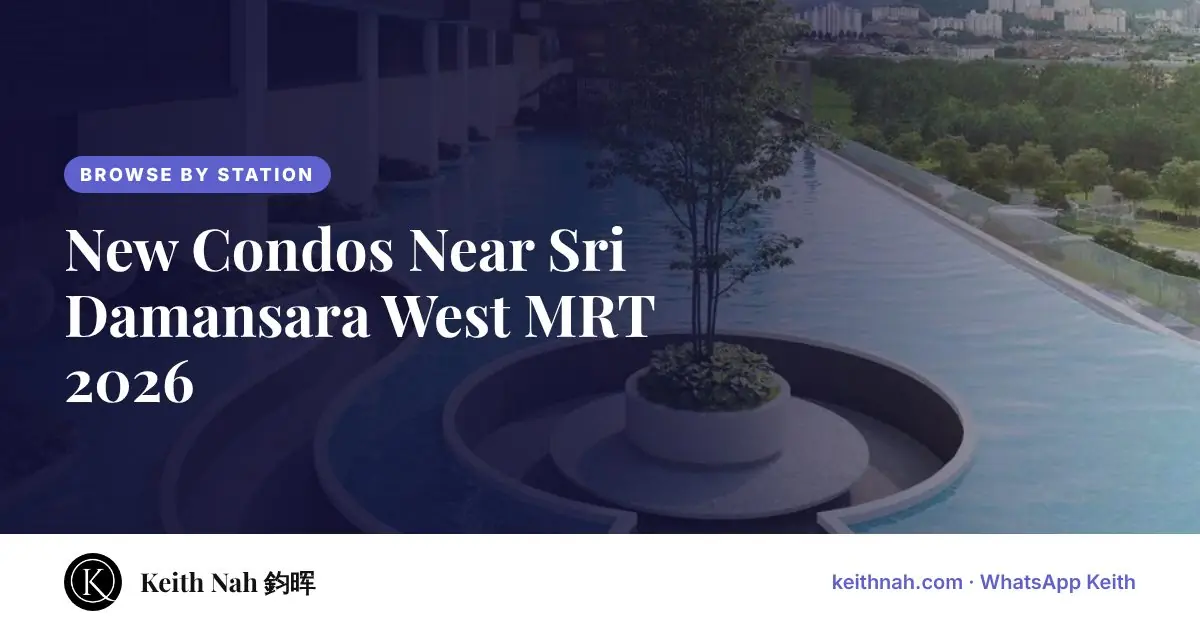 BROWSE BY STATION
New Condos Near Sri
Damansara West MRT
2026
K
Keith Nah 鈞晖
keithnah.com · WhatsApp Keith